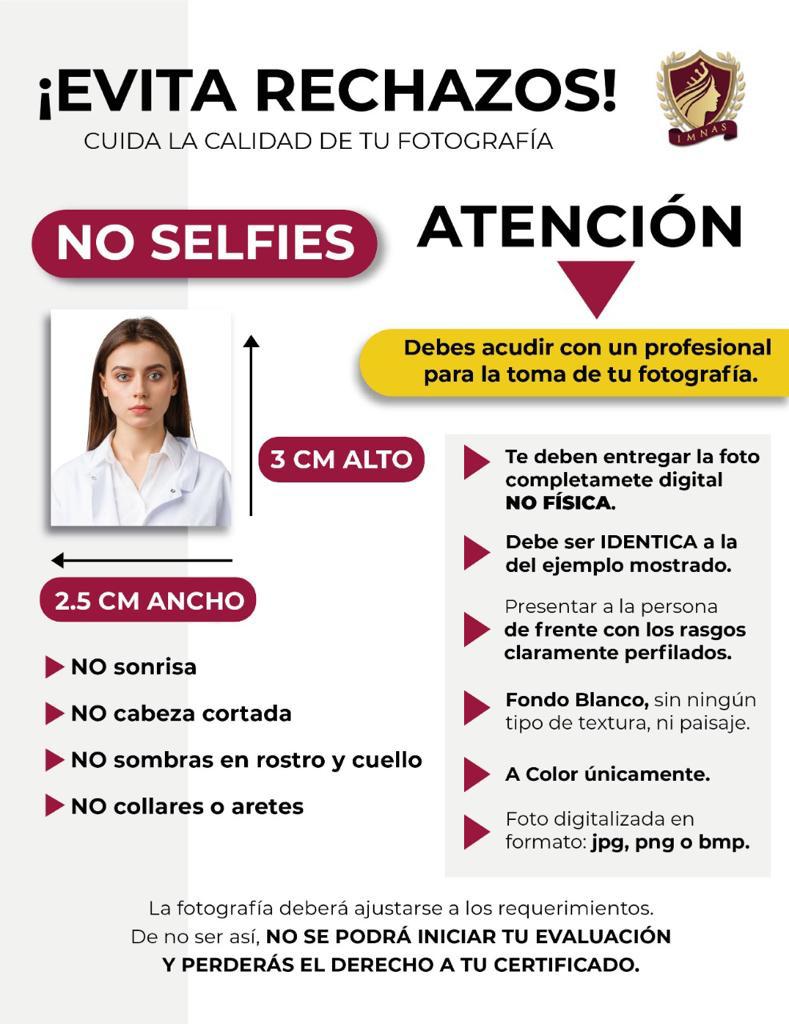 ¡EVITA RECHAZOS!
CUIDA LA CALIDAD DE TU FOTOGRAFÍA
IMNAS
NO SELFIES
3 CM ALTO
2.5 CM ANCHO
NO sonrisa
NO cabeza cortada
NO sombras en rostro y cuello
NO collares o aretes
ATENCIÓN
Debes acudir con un profesional
para la toma de tu fotografía.
Te deben entregar la foto
completamete digital
NO FÍSICA.
Debe ser IDENTICA a la
del ejemplo mostrado.
Presentar a la persona
de frente con los rasgos
claramente perfilados.
Fondo Blanco, sin ningún
tipo de textura, ni paisaje.
A Color únicamente.
Foto digitalizada en
formato: jpg, png o bmp.
La fotografía deberá ajustarse a los requerimientos.
De no ser así, NO SE PODRÁ INICIAR TU EVALUACIÓN
Y PERDERÁS EL DERECHO A TU CERTIFICADO.